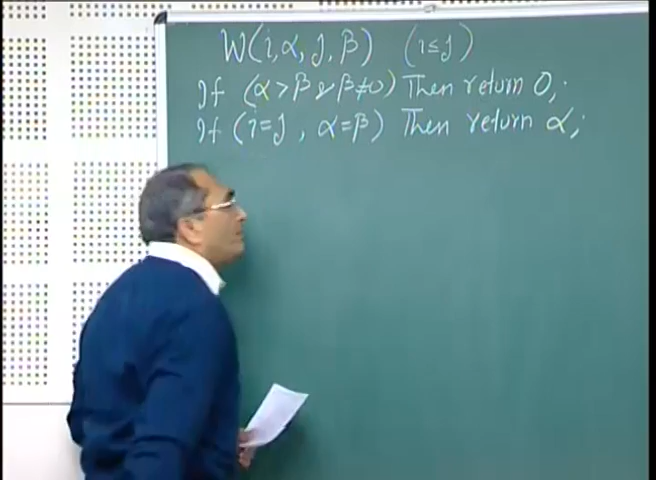 W(i, α, j, β) (i≤j)
If (α>β & β≠0) Then return 0;
If (i=j, α=β) Then return α;